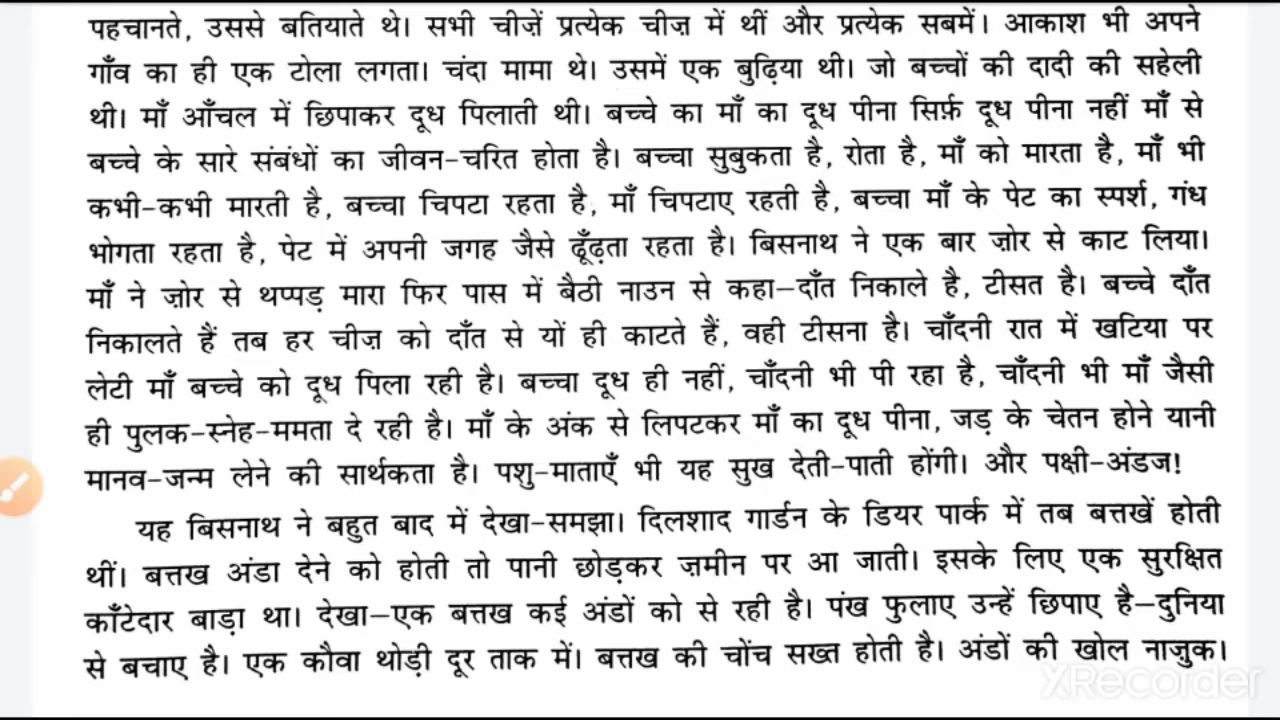 पहचानते, उससे बतियाते थे। सभी चीज़ें प्रत्येक चीज़ में थीं और प्रत्येक सबमें। आकाश भी अपने
गाँव का ही एक टोला लगता। चंदा मामा थे। उसमें एक बुढ़िया थी। जो बच्चों की दादी की सहेली
थी। माँ आँचल में छिपाकर दूध पिलाती थी। बच्चे का माँ का दूध पीना सिर्फ़ दूध पीना नहीं माँ से
बच्चे के सारे संबंधों का जीवन-चरित होता है। बच्चा सुबुकता है, रोता है, माँ को मारता है, माँ भी
कभी-कभी मारती है, बच्चा चिपटा रहता है, माँ चिपटाए रहती है, बच्चा माँ के पेट का स्पर्श, गंध
भोगता रहता है, पेट में अपनी जगह जैसे ढूँढ़ता रहता है। बिसनाथ ने एक बार ज़ोर से काट लिया।
माँ ने ज़ोर से थप्पड़ मारा फिर पास में बैठी नाउन से कहा—दाँत निकाले है, टीसत है। बच्चे दाँत
निकालते हैं तब हर चीज़ को दाँत से यों ही काटते हैं, वही टीसना है। चाँदनी रात में खटिया पर
लेटी माँ बच्चे को दूध पिला रही है। बच्चा दूध ही नहीं, चाँदनी भी पी रहा है, चाँदनी भी माँ जैसी
ही पुलक-स्नेह-ममता दे रही है। माँ के अंक से लिपटकर माँ का दूध पीना, जड़ के चेतन होने यानी
मानव-जन्म लेने की सार्थकता है। पशु-माताएँ भी यह सुख देती-पाती होंगी। और पक्षी-अंडज!
यह बिसनाथ ने बहुत बाद में देखा-समझा। दिलशाद गार्डन के डियर पार्क में तब बत्तखें होती
थीं। बत्तख अंडा देने को होती तो पानी छोड़कर ज़मीन पर आ जाती। इसके लिए एक सुरक्षित
काँटेदार बाड़ा था। देखा—एक बत्तख कई अंडों को से रही है। पंख फुलाए उन्हें छिपाए है—दुनिया
से बचाए है। एक कौवा थोड़ी दूर ताक में। बत्तख की चोंच सख्त होती है। अंडों की खोल नाज़ुक।
XRecorder